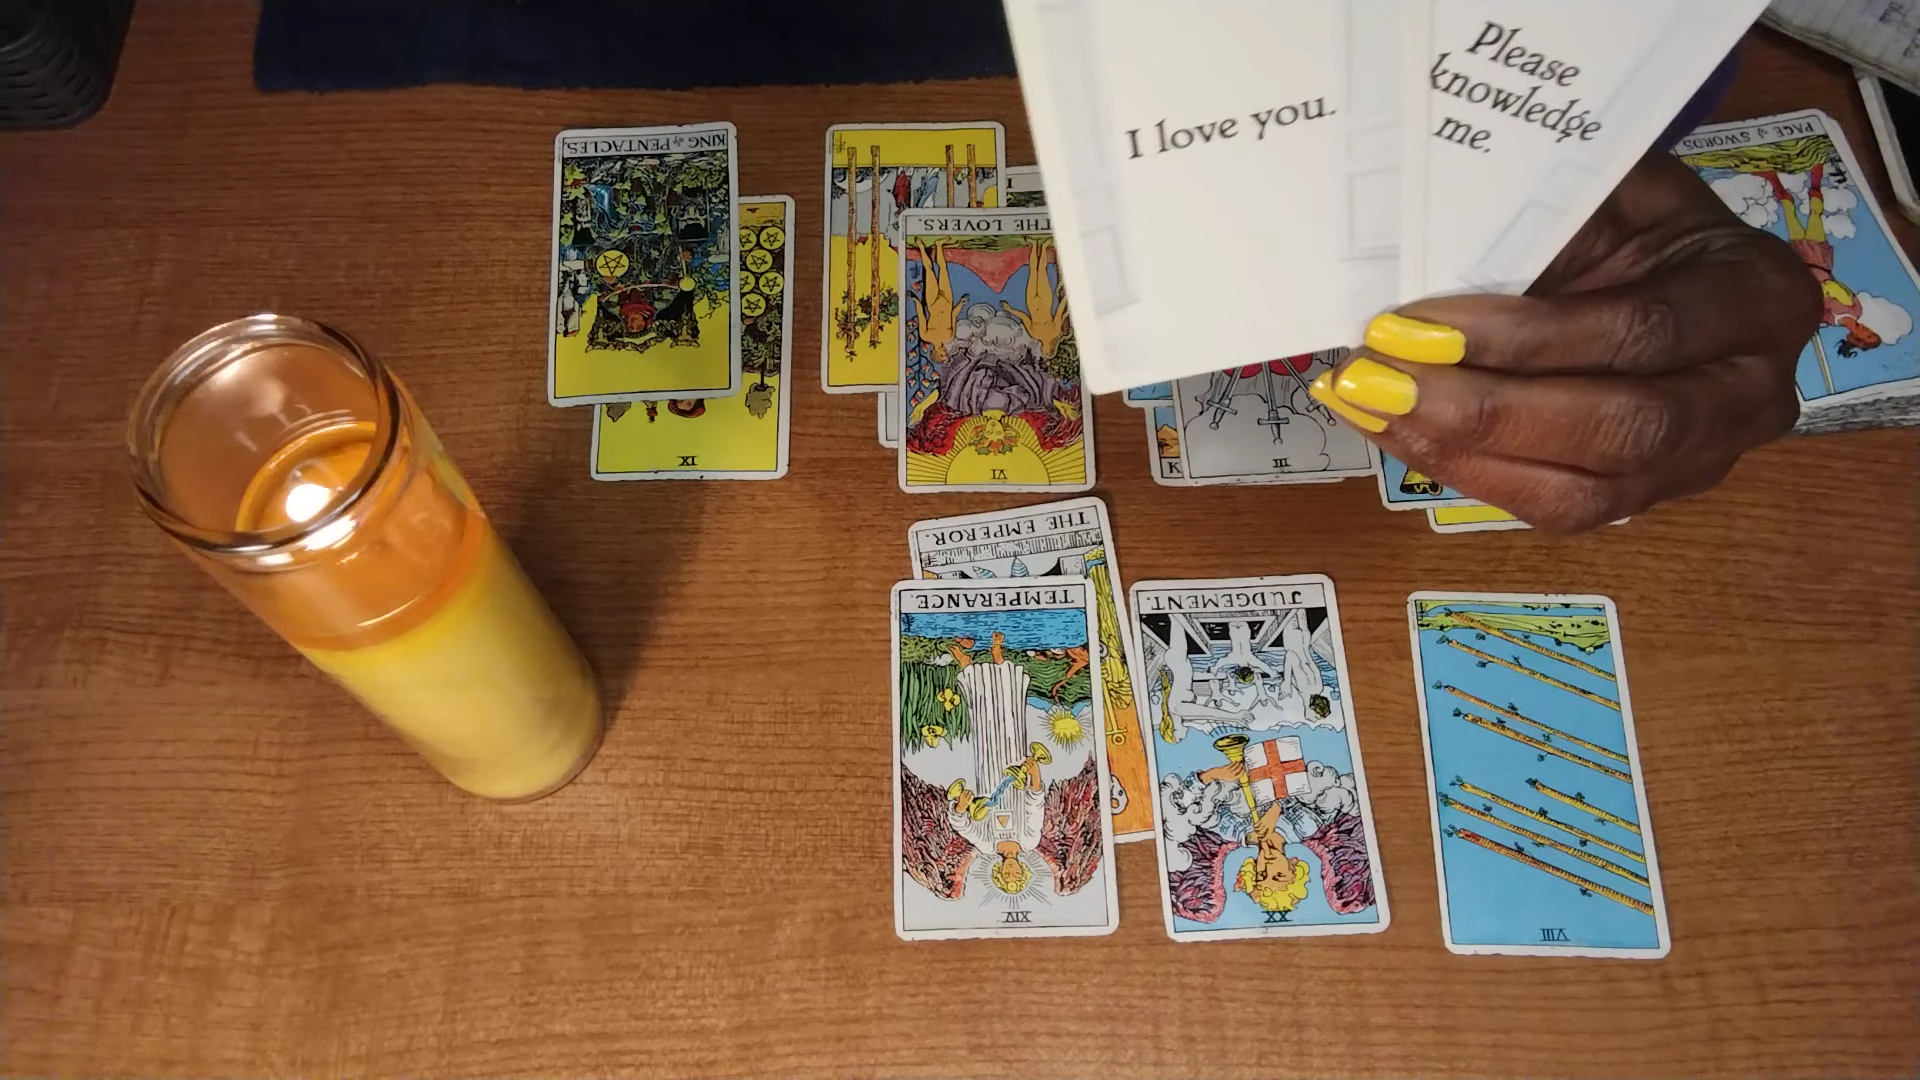 I love you.
Please
knowledge
me.
PAGE of SWORDS
KING of PENTACLES.
THE LOVERS.
IX
VI
K
III
THE EMPEROR.
TEMPERANCE.
JUDGEMENT.
XIV
XX
VIII